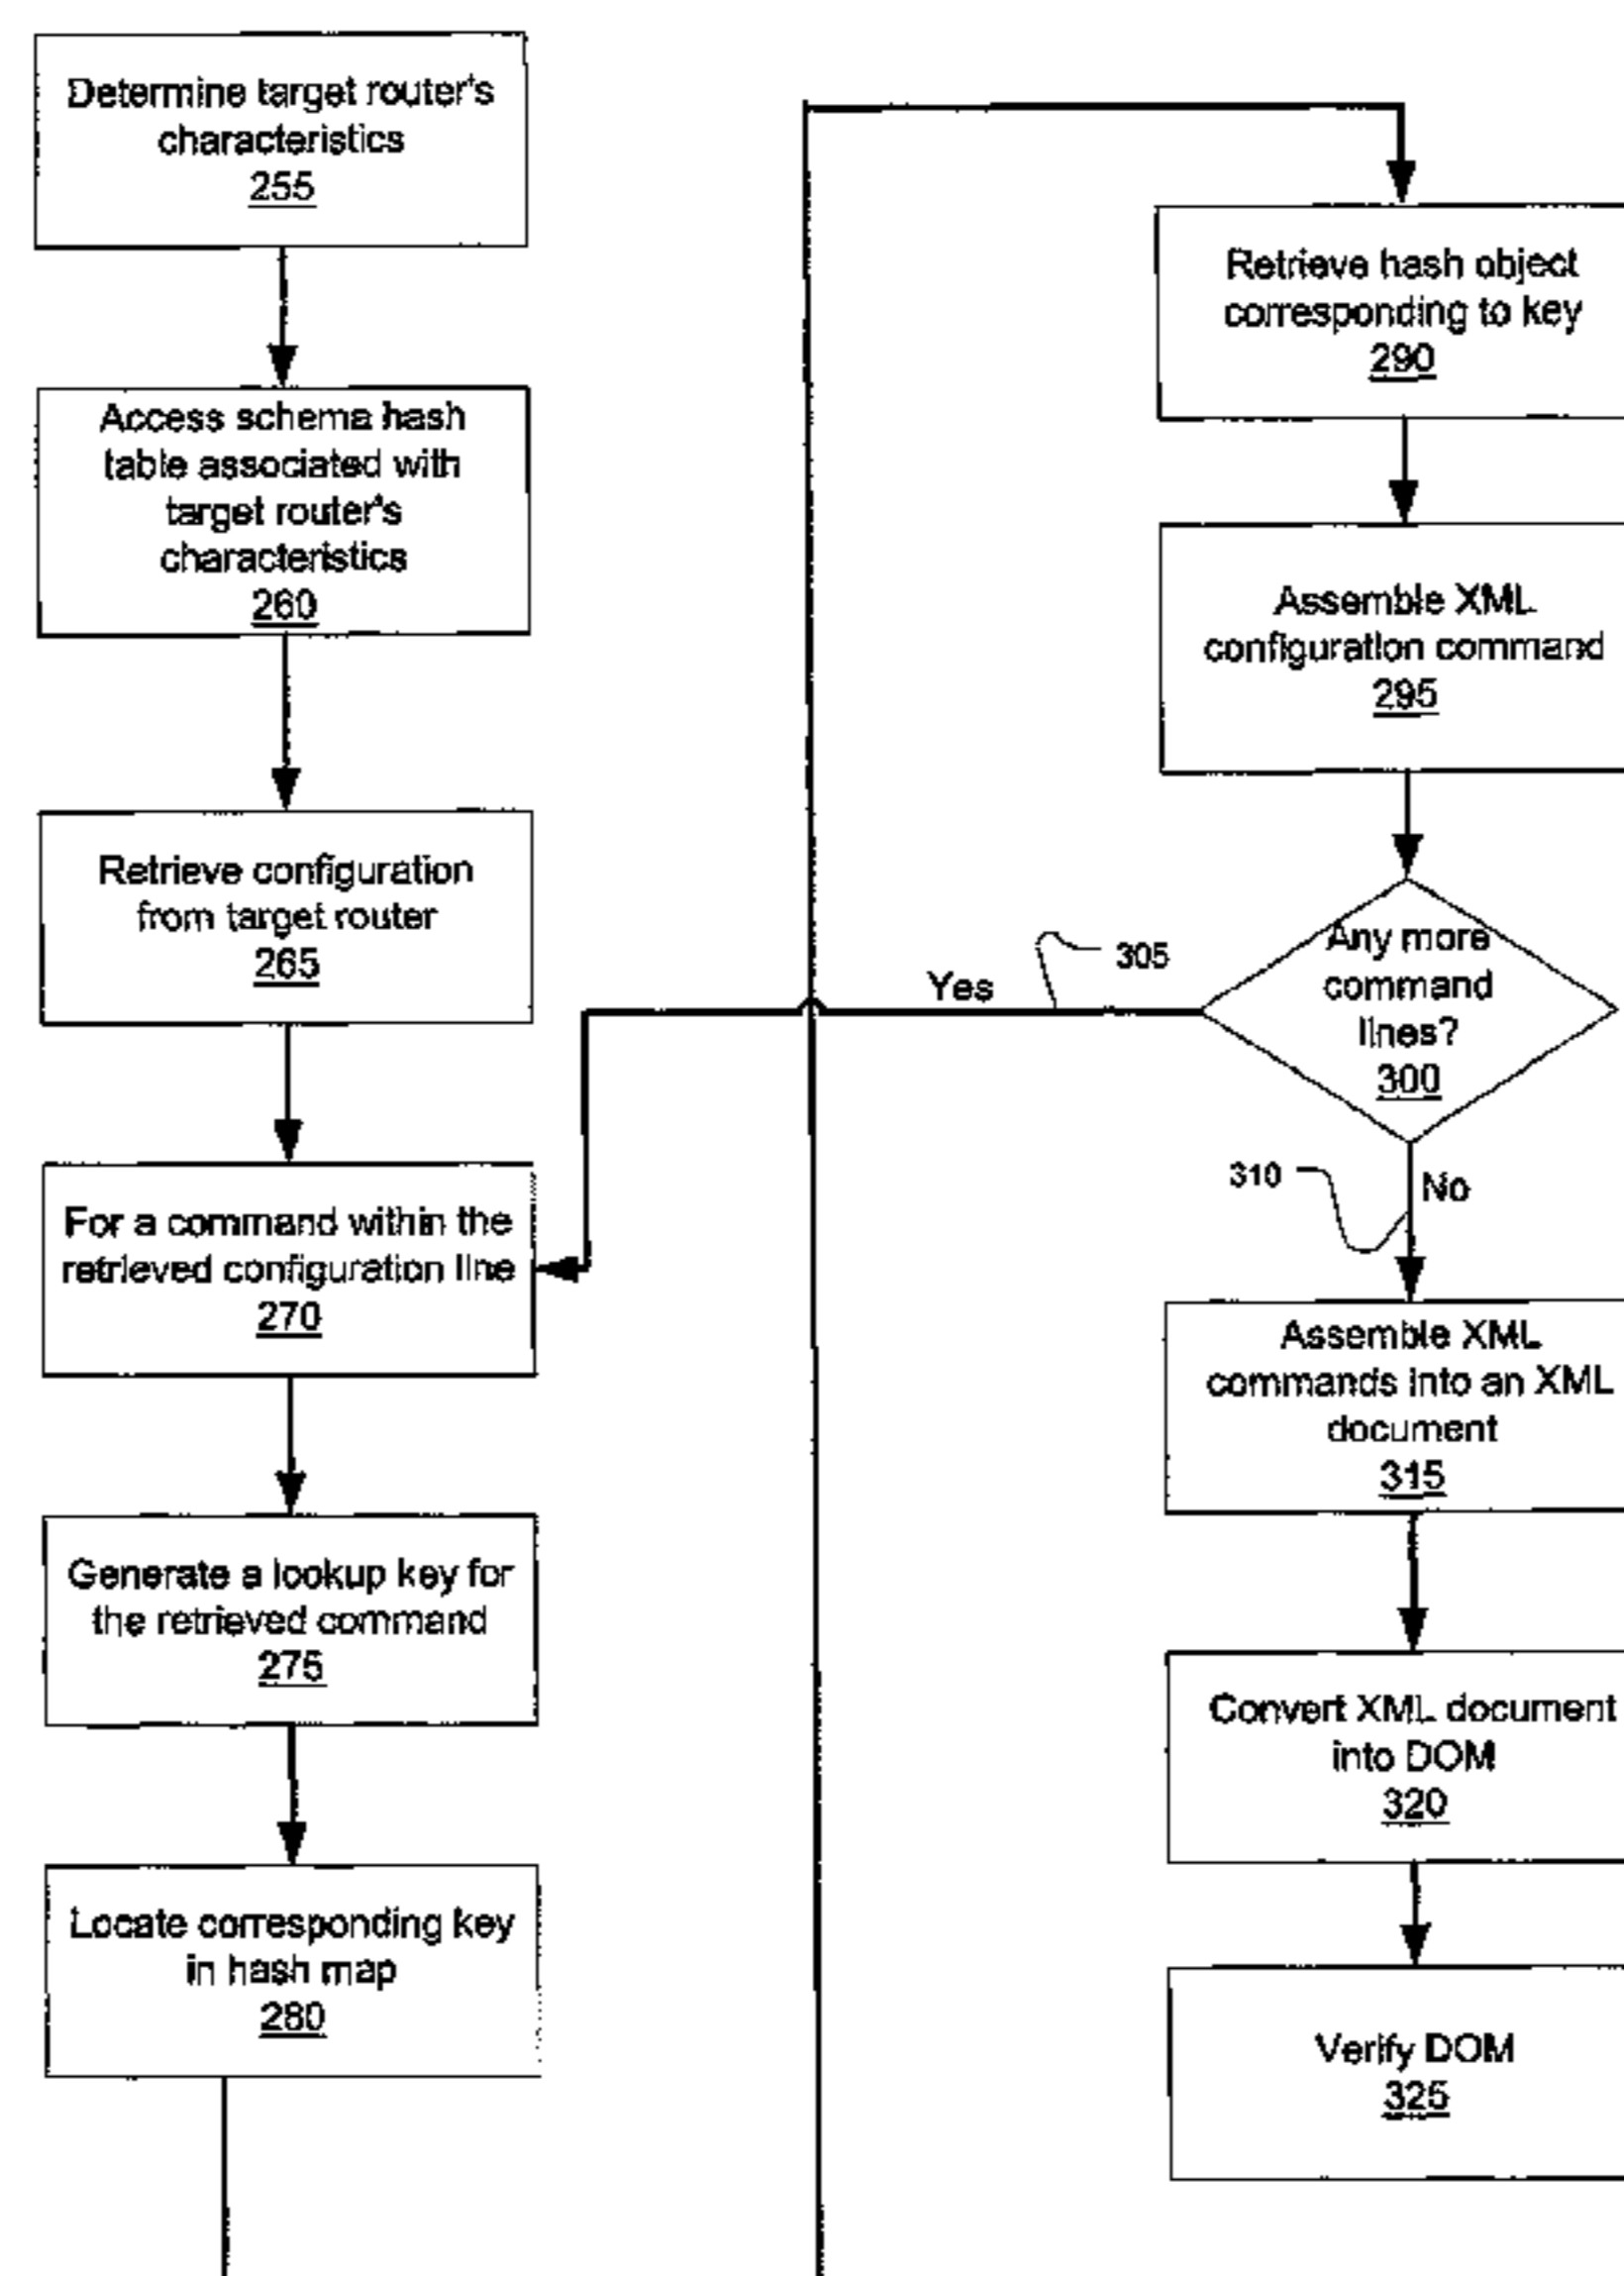 Determine target router's
characteristics
255
Access schema hash
table associated with
target router's
characteristics
260
Retrieve configuration
from target router
265
For a command within the
retrieved configuration line
270
Generate a lookup key for
the retrieved command
275
Locate corresponding key
in hash map
280
Retrieve hash object
corresponding to key
290
Assemble XML
configuration command
295
Any more
command
lines?
300
Yes
305
310
No
Assemble XML
commands into an XML
document
315
Convert XML document
into DOM
320
Verify DOM
325